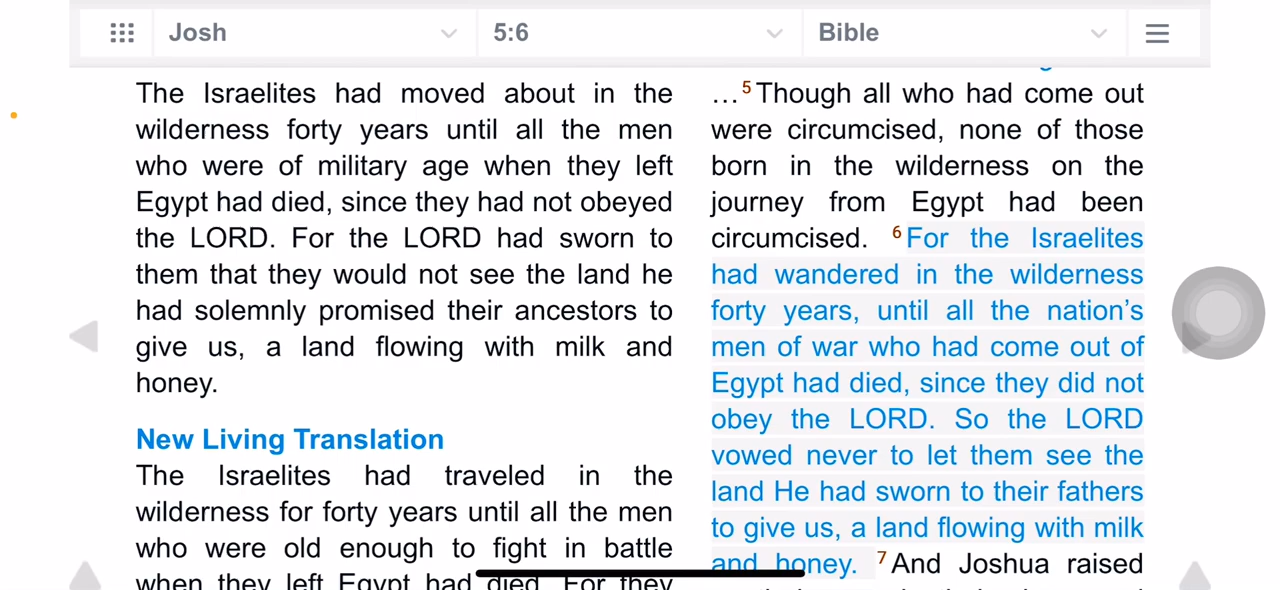 Josh 5:6 Bible
The Israelites had moved about in the
wilderness forty years until all the men
who were of military age when they left
Egypt had died, since they had not obeyed
the LORD. For the LORD had sworn to
them that they would not see the land he
had solemnly promised their ancestors to
give us, a land flowing with milk and
honey.
New Living Translation
The Israelites had traveled in the
wilderness for forty years until all the men
who were old enough to fight in battle
when they left Egypt had died. For they
…5 Though all who had come out
were circumcised, none of those
born in the wilderness on the
journey from Egypt had been
circumcised. 6 For the Israelites
had wandered in the wilderness
forty years, until all the nation’s
men of war who had come out of
Egypt had died, since they did not
obey the LORD. So the LORD
vowed never to let them see the
land He had sworn to their fathers
to give us, a land flowing with milk
and honey. 7 And Joshua raised